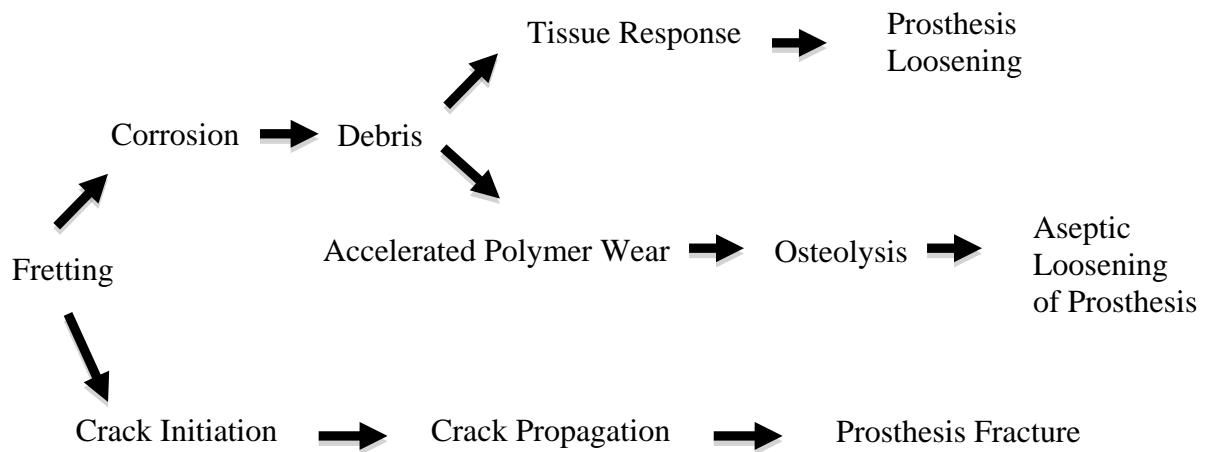 Tissue Response
Prosthesis
Loosening
Corrosion
Debris
Accelerated Polymer Wear
Osteolysis
Aseptic
Loosening
of Prosthesis
Fretting
Crack Initiation
Crack Propagation
Prosthesis Fracture